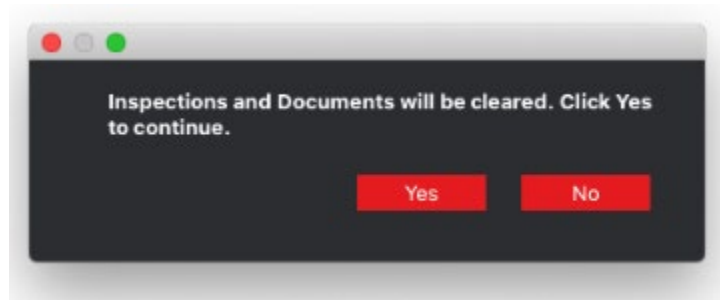 Inspections and Documents will be cleared. Click Yes
to continue.
Yes No